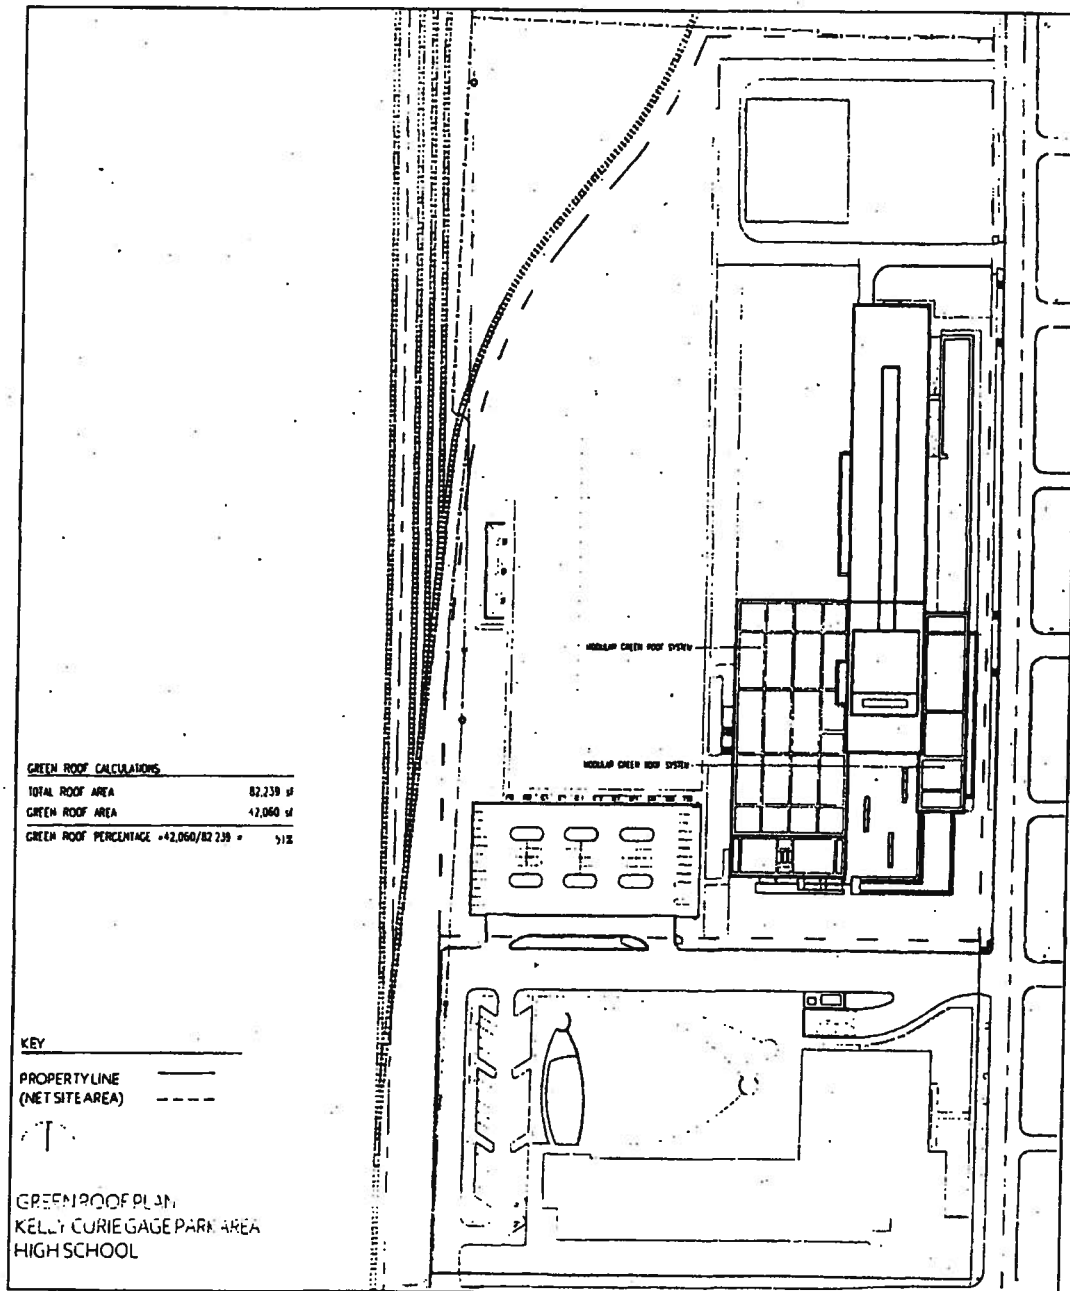 MODULAR GREEN ROOF SYSTEM
MODULAR GREEN ROOF SYSTEM
GREEN ROOF CALCULATIONS
TOTAL ROOF AREA 82,239 sf
GREEN ROOF AREA 42,060 sf
GREEN ROOF PERCENTAGE =42,060/82 239 = 51%
KEY
PROPERTY LINE
(NET SITE AREA)
GREEN ROOF PLAN
KELLY CURIE GAGE PARK AREA
HIGH SCHOOL